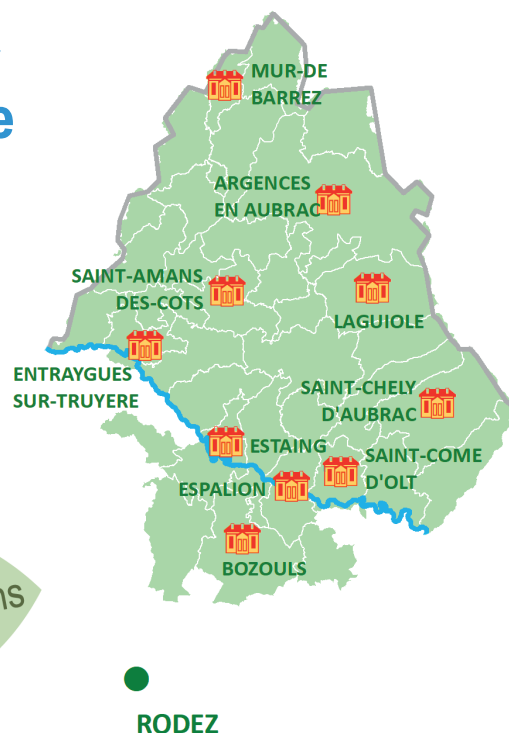 e
MUR-DE
BARREZ
ARGENCES
EN AUBRAC
SAINT-AMANS
DES-COTS
LAGUIOLE
ENTRAYGUES
SUR-TRUYERE
SAINT-CHELY
D'AUBRAC
ESTAING
SAINT-COME
D'OLT
ESPALION
BOZOULS
ns
RODEZ